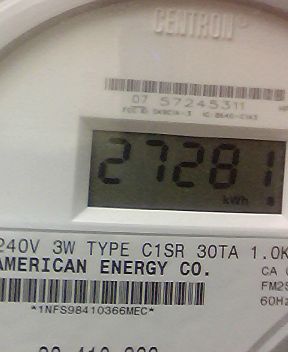 CENTRON®
07 57245311
27281
kWh
240V 3W TYPE C1SR 30TA 1.0K
AMERICAN ENERGY CO.
CA
FM2S
60Hz
*1NFS98410366MEC*